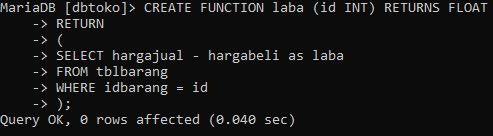 MariaDB [dbtoko]> CREATE FUNCTION laba (id INT) RETURNS FLOAT
    -> RETURN
    -> (
    -> SELECT hargajual - hargabeli as laba
    -> FROM tblbarang
    -> WHERE idbarang = id
    -> );
Query OK, 0 rows affected (0.040 sec)